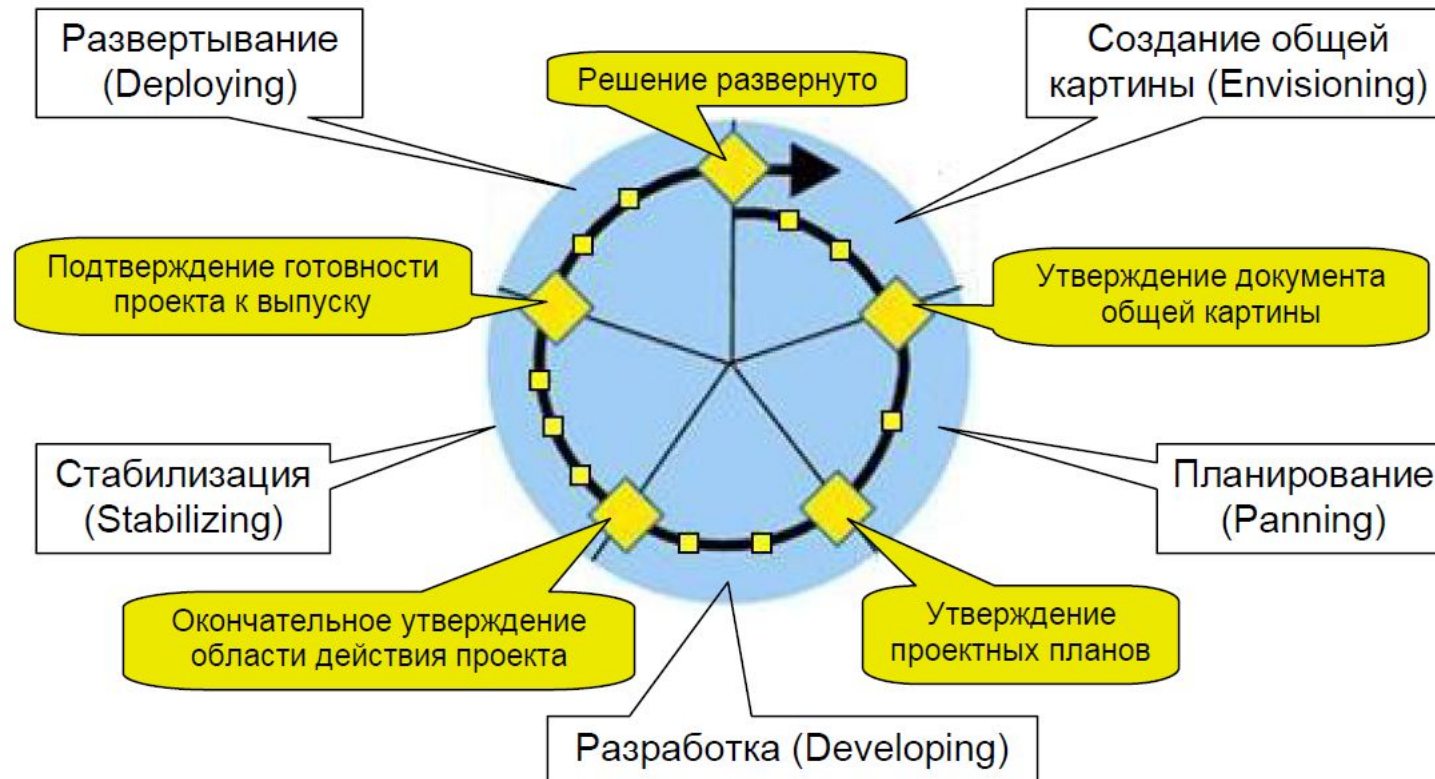 Развертывание
(Deploying)
Решение развернуто
Создание общей
картины (Envisioning)
Подтверждение готовности
проекта к выпуску
Утверждение документа
общей картины
Стабилизация
(Stabilizing)
Планирование
(Panning)
Окончательное утверждение
области действия проекта
Утверждение
проектных планов
Разработка (Developing)